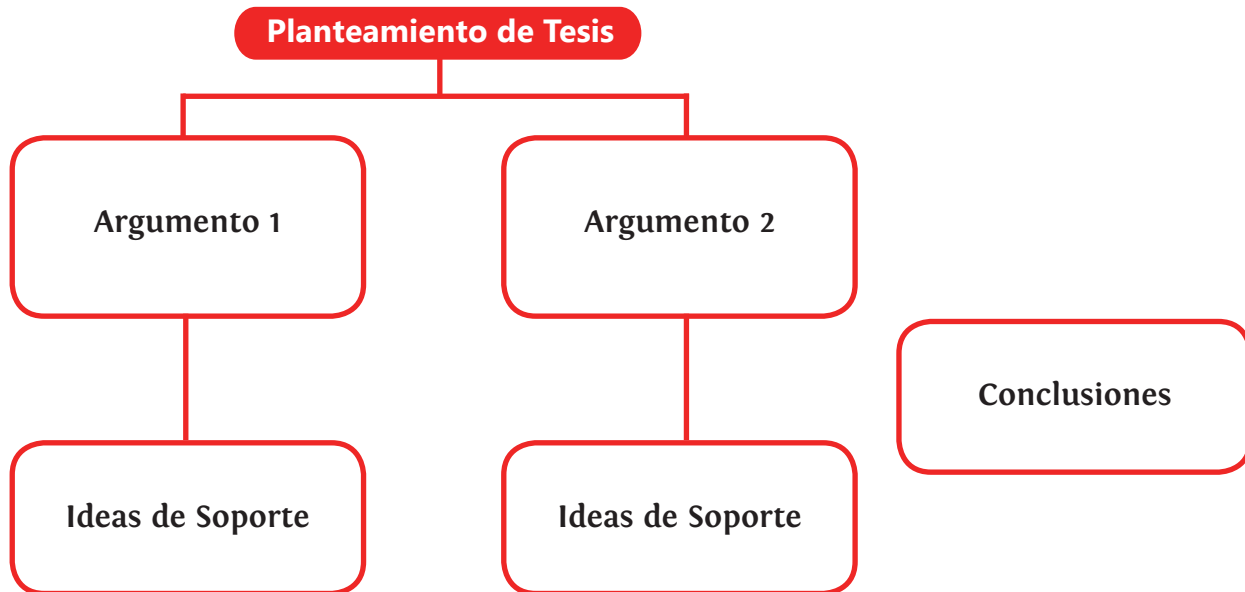 Planteamiento de Tesis
Argumento 1
Argumento 2
Conclusiones
Ideas de Soporte
Ideas de Soporte